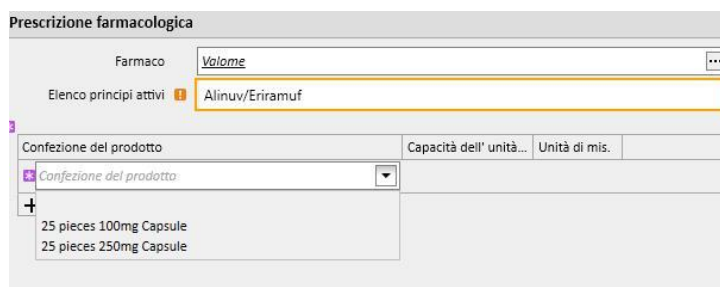 Prescrizione farmacologica
Farmaco Valome ...
Elenco principi attivi ! Alinuv/Eriramuf
Confezione del prodotto Capacità dell' unità... Unità di mis.
* Confezione del prodotto
+
25 pieces 100mg Capsule
25 pieces 250mg Capsule